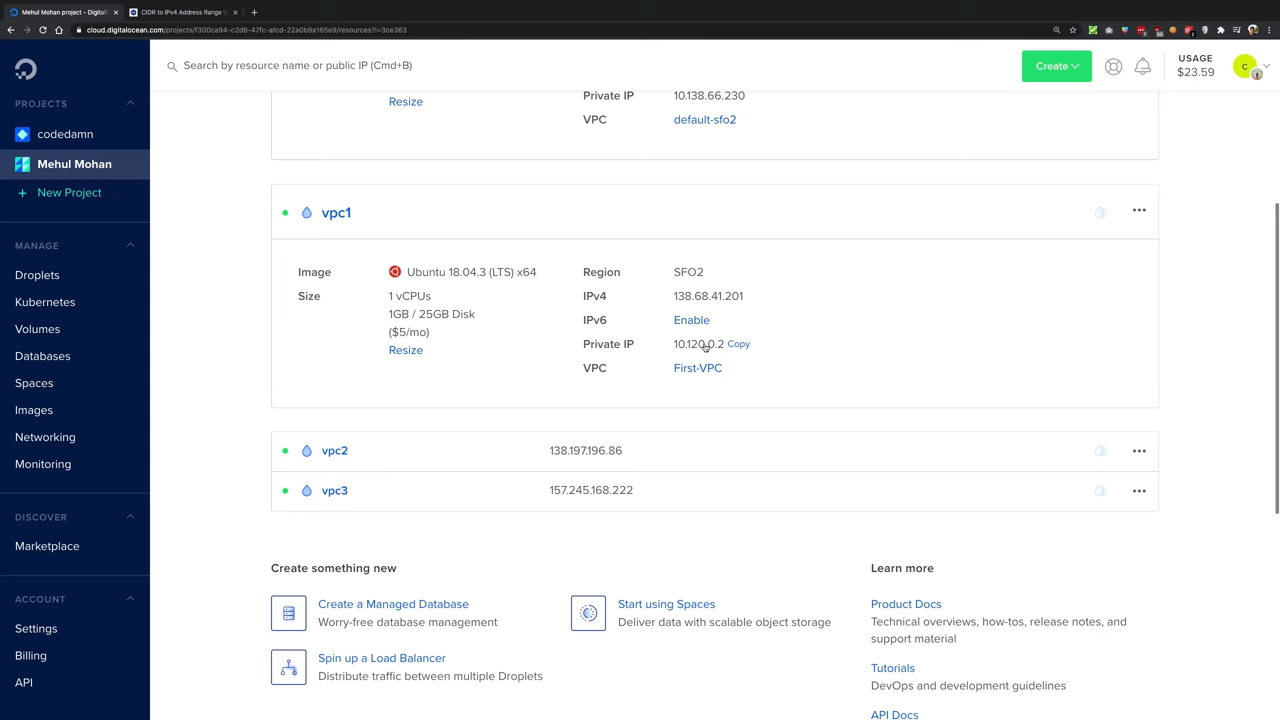 Mehul Mohan project - DigitalOc
CIDR to IPv4 Address Range U
cloud.digitalocean.com/projects/f300ca94-c2d6-47fc-afcd-22a0b9a165e9/resources?i=3ce363
Search by resource name or public IP (Cmd+B)
Create
USAGE
$23.59
C
PROJECTS
codedamn
Mehul Mohan
+ New Project
MANAGE
Droplets
Kubernetes
Volumes
Databases
Spaces
Images
Networking
Monitoring
DISCOVER
Marketplace
ACCOUNT
Settings
Billing
API
Resize
Private IP 10.138.66.230
VPC default-sfo2
vpc1
Image Ubuntu 18.04.3 (LTS) x64
Size 1 vCPUs
1GB / 25GB Disk
($5/mo)
Resize
Region SFO2
IPv4 138.68.41.201
IPv6 Enable
Private IP 10.120.0.2 Copy
VPC First-VPC
vpc2 138.197.196.86
vpc3 157.245.168.222
Create something new
Create a Managed Database
Worry-free database management
Start using Spaces
Deliver data with scalable object storage
Spin up a Load Balancer
Distribute traffic between multiple Droplets
Learn more
Product Docs
Technical overviews, how-tos, release notes, and
support material
Tutorials
DevOps and development guidelines
API Docs